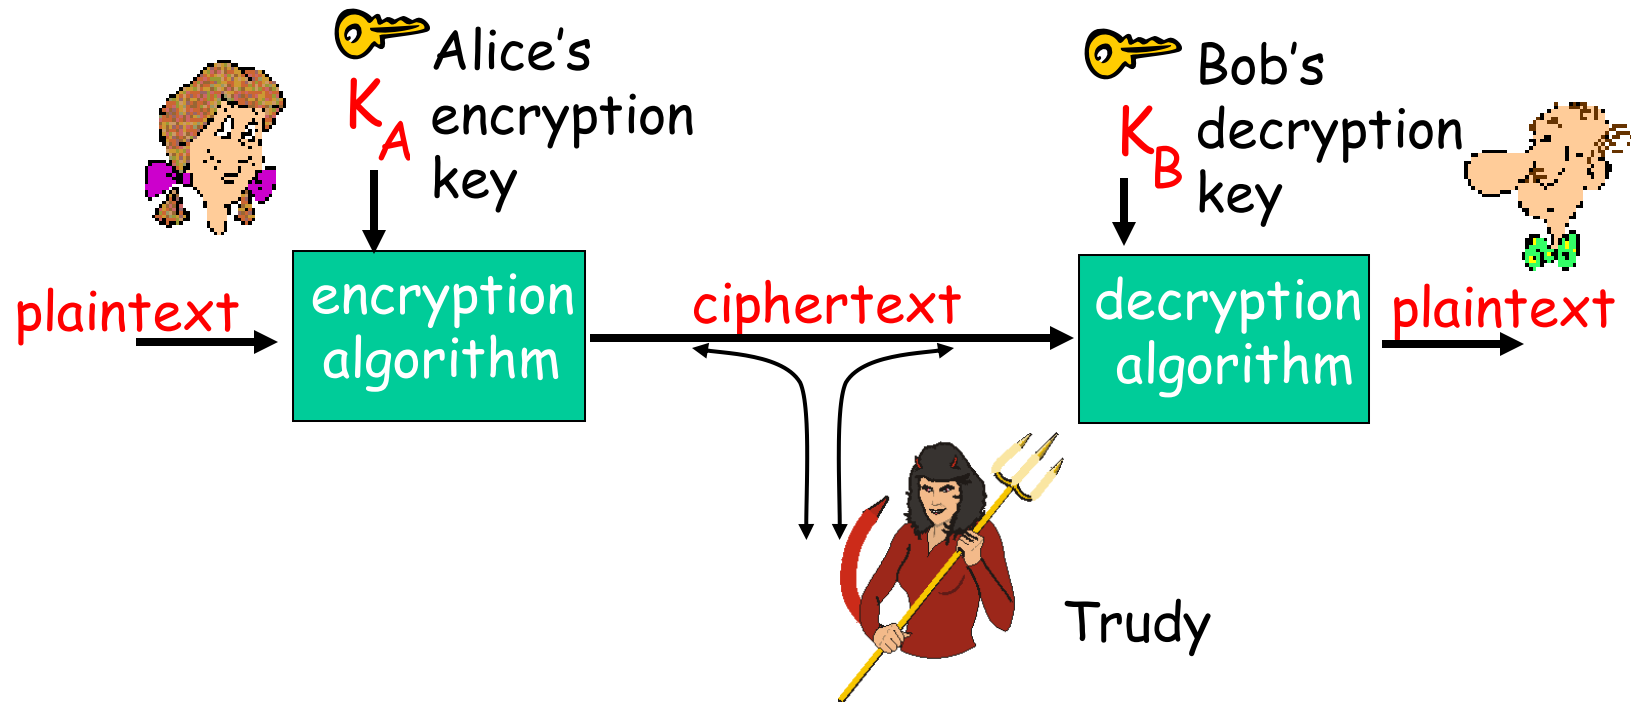 Alice's
encryption
key
K
A
Bob's
decryption
key
K
B
plaintext
encryption
algorithm
ciphertext
decryption
algorithm
plaintext
Trudy